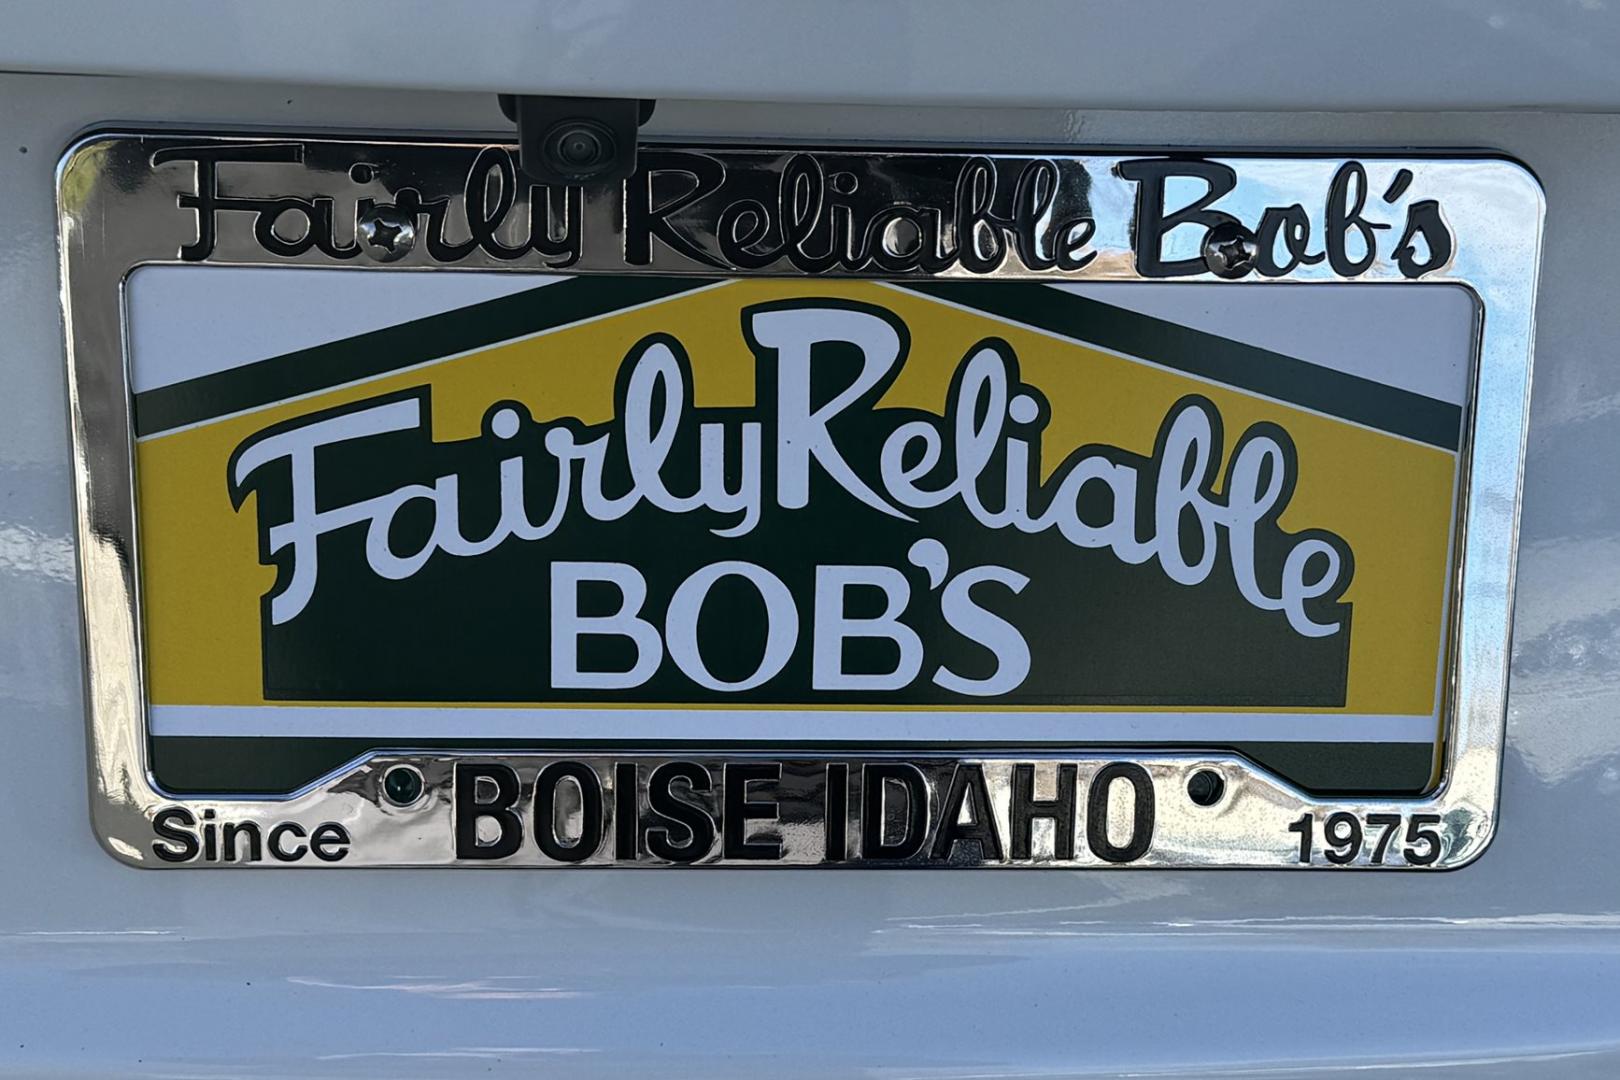 Fairly Reliable Bob's
Fairly Reliable
BOB'S
BOISE IDAHO
Since 1975